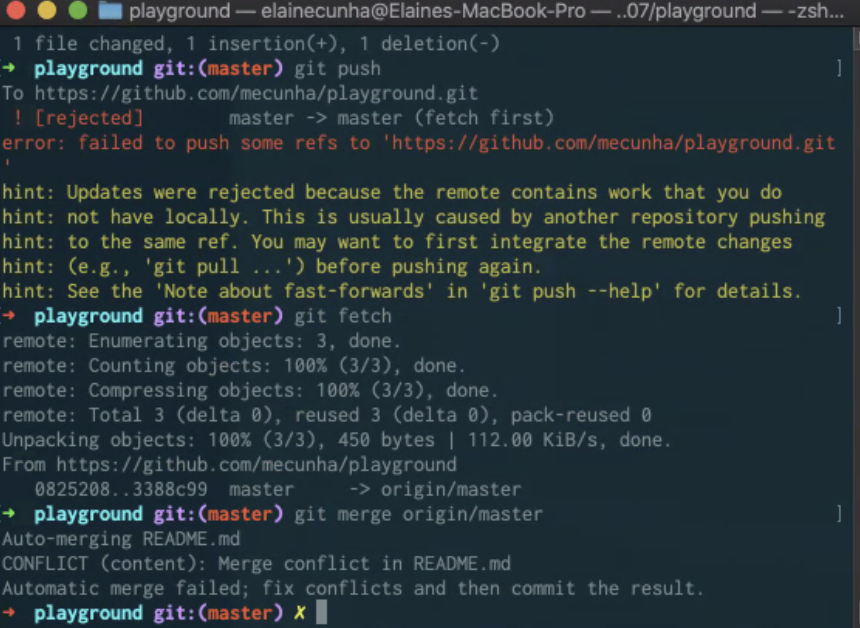 playground — elainecunha@Elaines-MacBook-Pro — ..07/playground — -zsh...
1 file changed, 1 insertion(+), 1 deletion(-)
→ playground git:(master) git push ]
To https://github.com/mecunha/playground.git
! [rejected] master -> master (fetch first)
error: failed to push some refs to 'https://github.com/mecunha/playground.git
'
hint: Updates were rejected because the remote contains work that you do
hint: not have locally. This is usually caused by another repository pushing
hint: to the same ref. You may want to first integrate the remote changes
hint: (e.g., 'git pull ...') before pushing again.
hint: See the 'Note about fast-forwards' in 'git push --help' for details.
→ playground git:(master) git fetch ]
remote: Enumerating objects: 3, done.
remote: Counting objects: 100% (3/3), done.
remote: Compressing objects: 100% (3/3), done.
remote: Total 3 (delta 0), reused 3 (delta 0), pack-reused 0
Unpacking objects: 100% (3/3), 450 bytes | 112.00 KiB/s, done.
From https://github.com/mecunha/playground
0825208..3388c99 master -> origin/master
→ playground git:(master) git merge origin/master ]
Auto-merging README.md
CONFLICT (content): Merge conflict in README.md
Automatic merge failed; fix conflicts and then commit the result.
→ playground git:(master) ✗